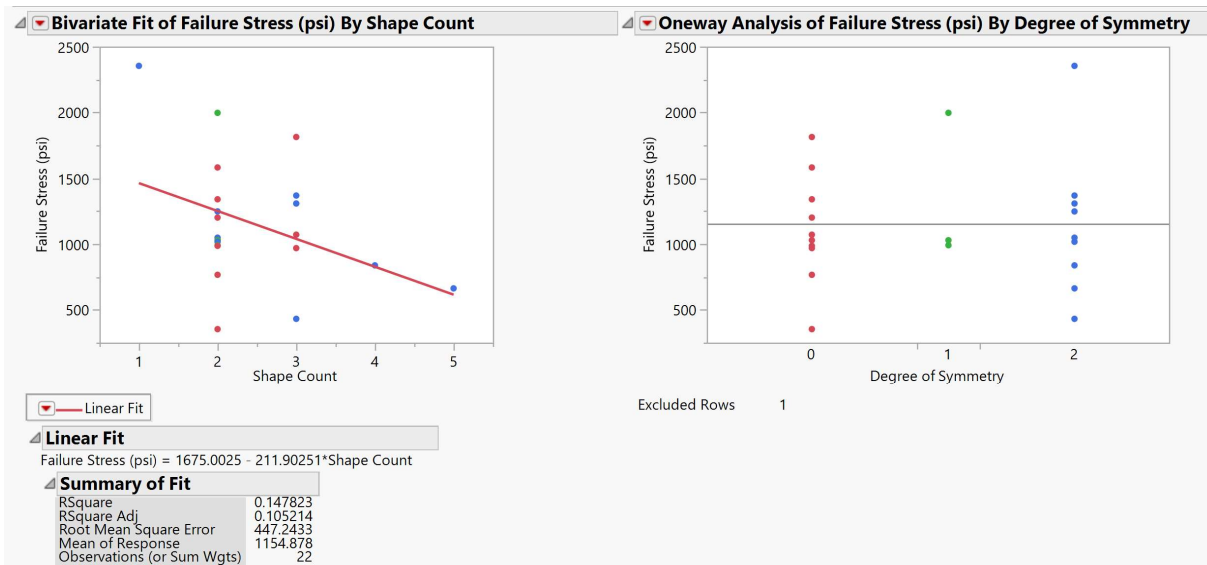 Bivariate Fit of Failure Stress (psi) By Shape Count
2500
2000
1500
1000
500
Failure Stress (psi)
1
2
3
4
5
Shape Count
Linear Fit
Linear Fit
Failure Stress (psi) = 1675.0025 - 211.90251*Shape Count
Summary of Fit
RSquare 0.147823
RSquare Adj 0.105214
Root Mean Square Error 447.2433
Mean of Response 1154.878
Observations (or Sum Wgts) 22
Oneway Analysis of Failure Stress (psi) By Degree of Symmetry
2500
2000
1500
1000
500
Failure Stress (psi)
0
1
2
Degree of Symmetry
Excluded Rows 1